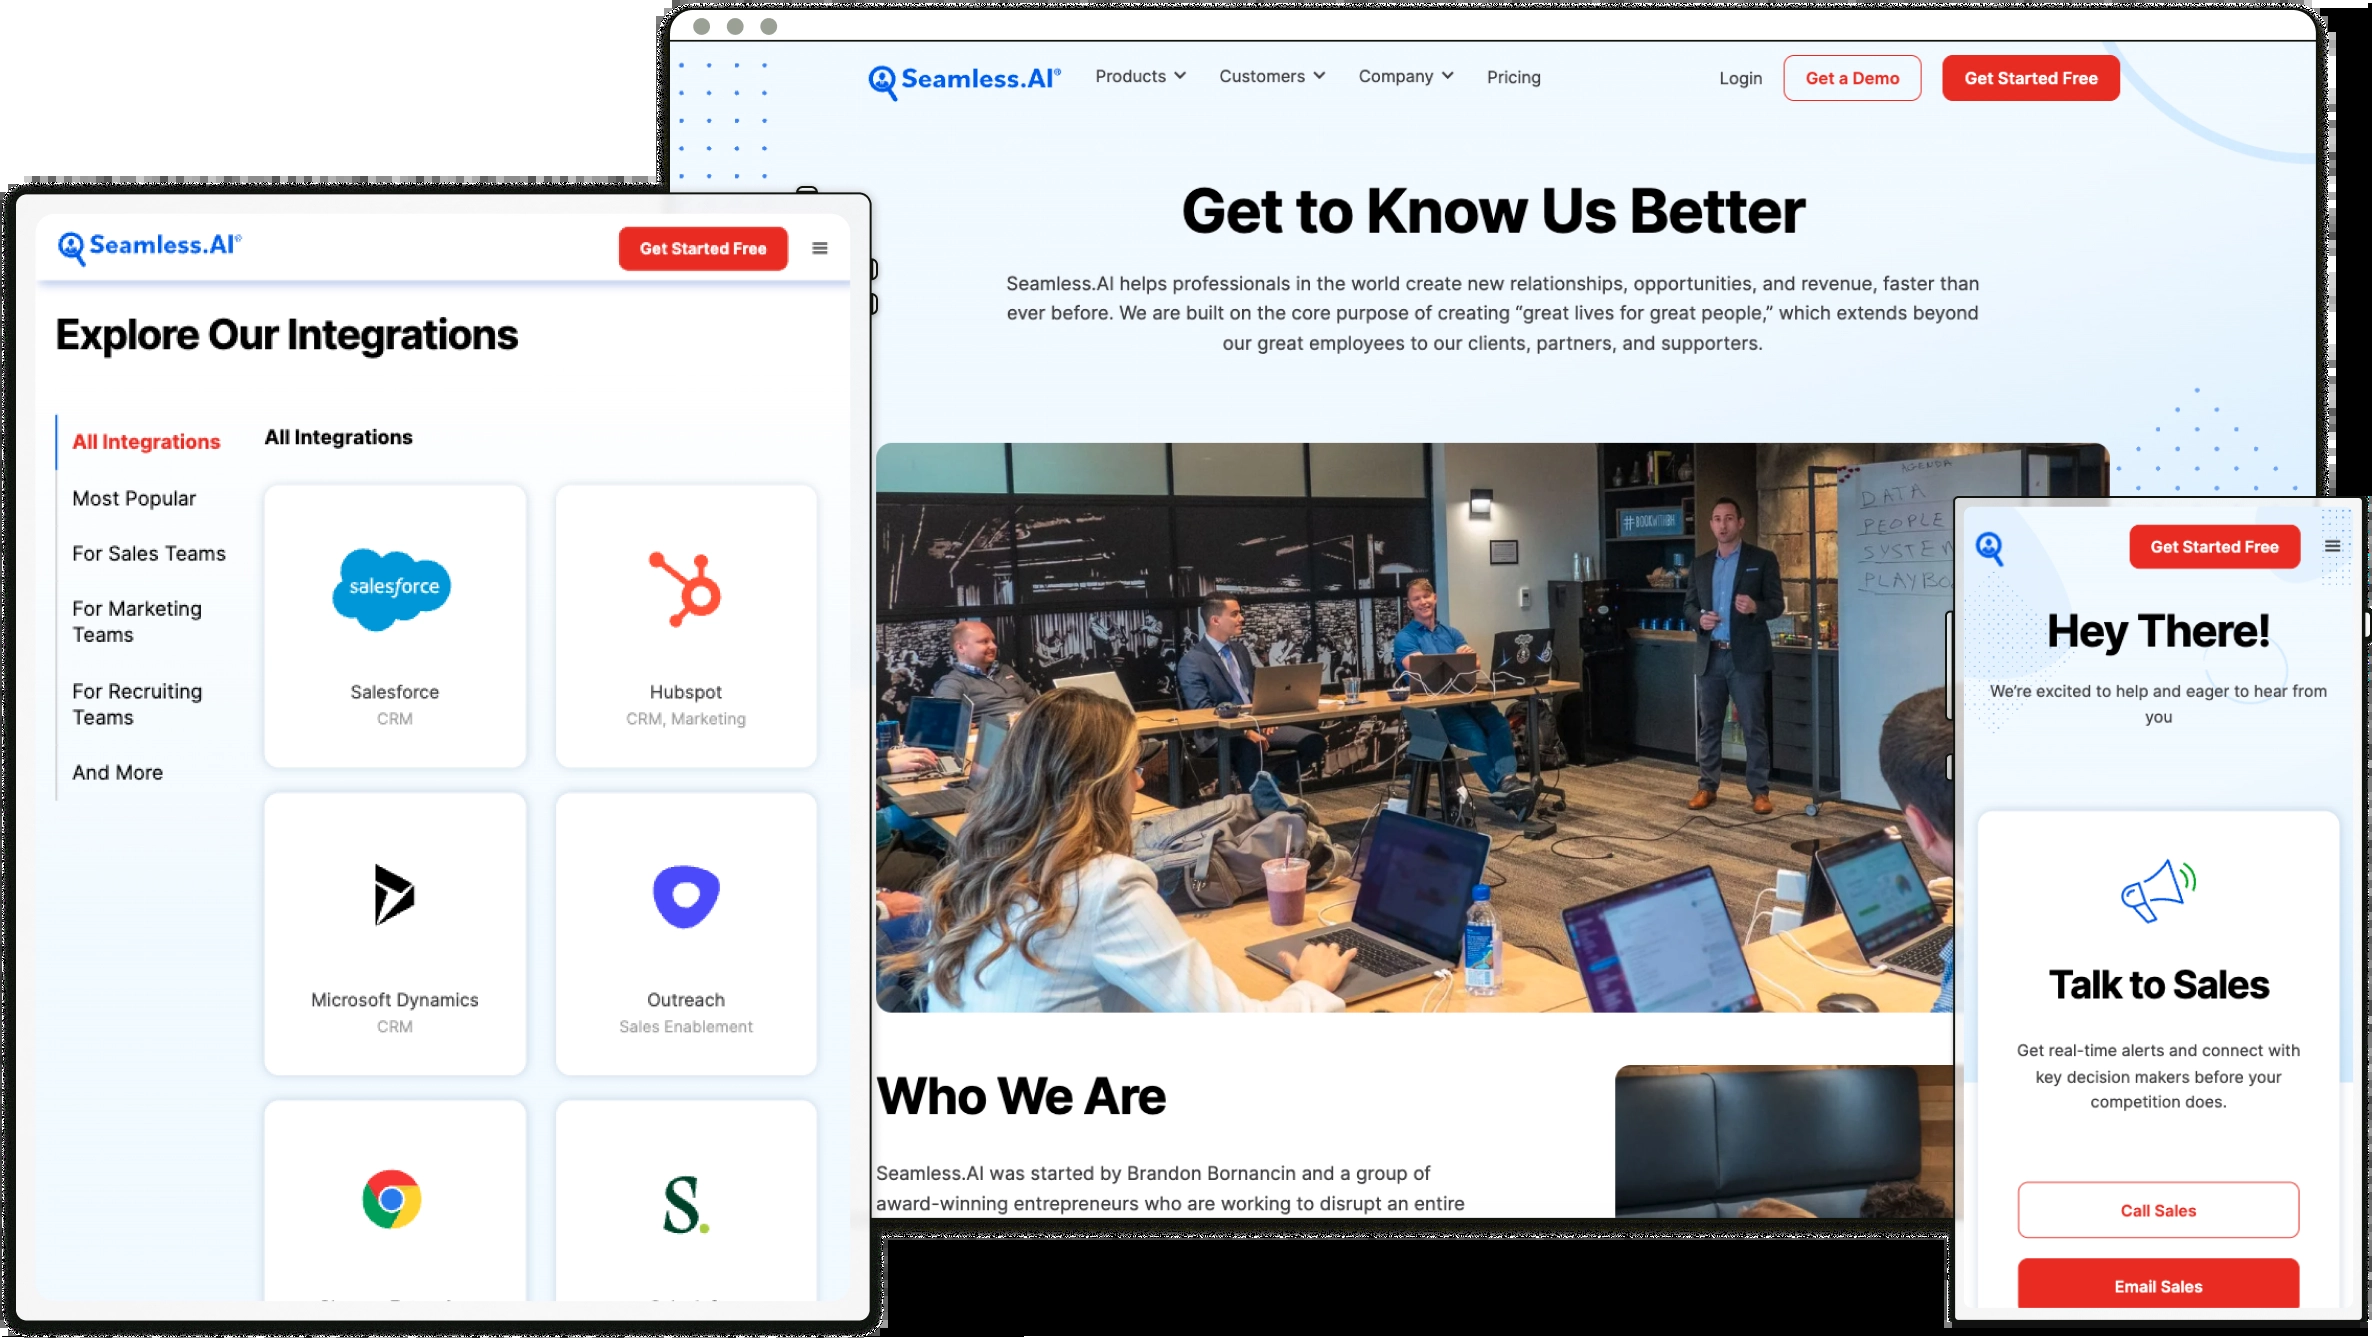 Seamless.AI®
Products
Customers
Company
Pricing
Login
Get a Demo
Get Started Free
Get to Know Us Better
Seamless.AI helps professionals in the world create new relationships, opportunities, and revenue, faster than
ever before. We are built on the core purpose of creating “great lives for great people,” which extends beyond
our great employees to our clients, partners, and supporters.
AGENDA
DATA
PEOPLE
#BOOKWITHBH
Who We Are
Seamless.AI was started by Brandon Bornancin and a group of
award-winning entrepreneurs who are working to disrupt an entire
Seamless.AI®
Get Started Free
Explore Our Integrations
All Integrations
Most Popular
For Sales Teams
For Marketing
Teams
For Recruiting
Teams
And More
All Integrations
salesforce
Salesforce
CRM
Hubspot
CRM, Marketing
Microsoft Dynamics
CRM
Outreach
Sales Enablement
S.
Get Started Free
Hey There!
We’re excited to help and eager to hear from
you
Talk to Sales
Get real-time alerts and connect with
key decision makers before your
competition does.
Call Sales
Email Sales